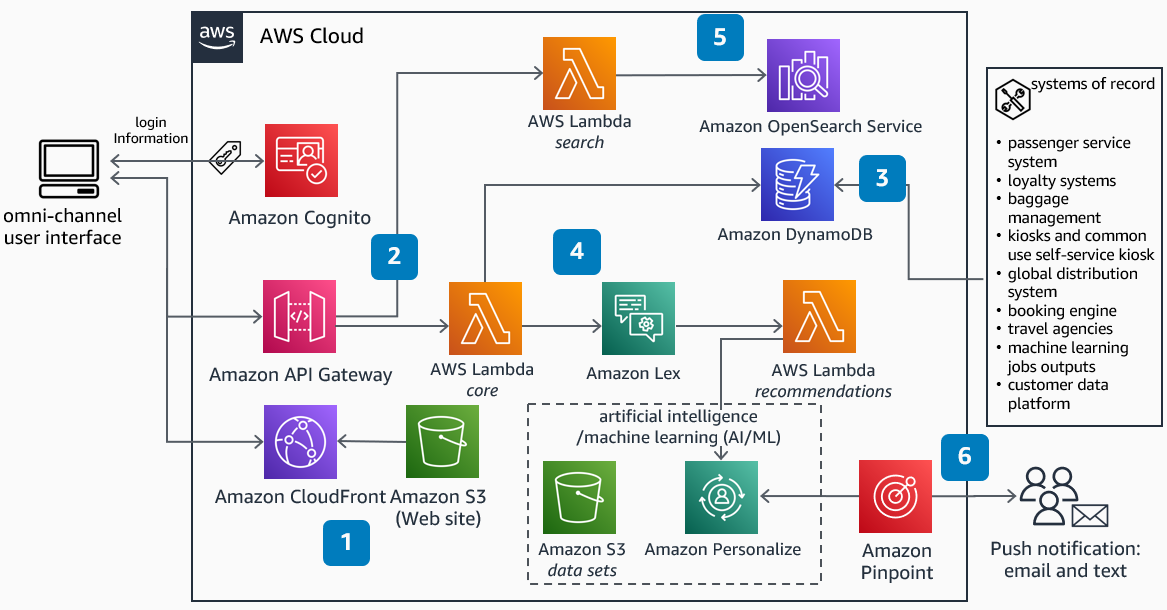 aws
AWS Cloud
5
AWS Lambda
search
Amazon OpenSearch Service
systems of record
• passenger service
system
• loyalty systems
• baggage
management
• kiosks and common
use self-service kiosk
• global distribution
system
• booking engine
• travel agencies
• machine learning
jobs outputs
• customer data
platform
login
Information
omni-channel
user interface
Amazon Cognito
3
Amazon DynamoDB
2
4
</>
Amazon API Gateway
AWS Lambda
core
Amazon Lex
AWS Lambda
recommendations
artificial intelligence
/machine learning (AI/ML)
Amazon CloudFront
Amazon S3
(Web site)
1
Amazon S3
data sets
Amazon Personalize
6
Amazon
Pinpoint
Push notification:
email and text